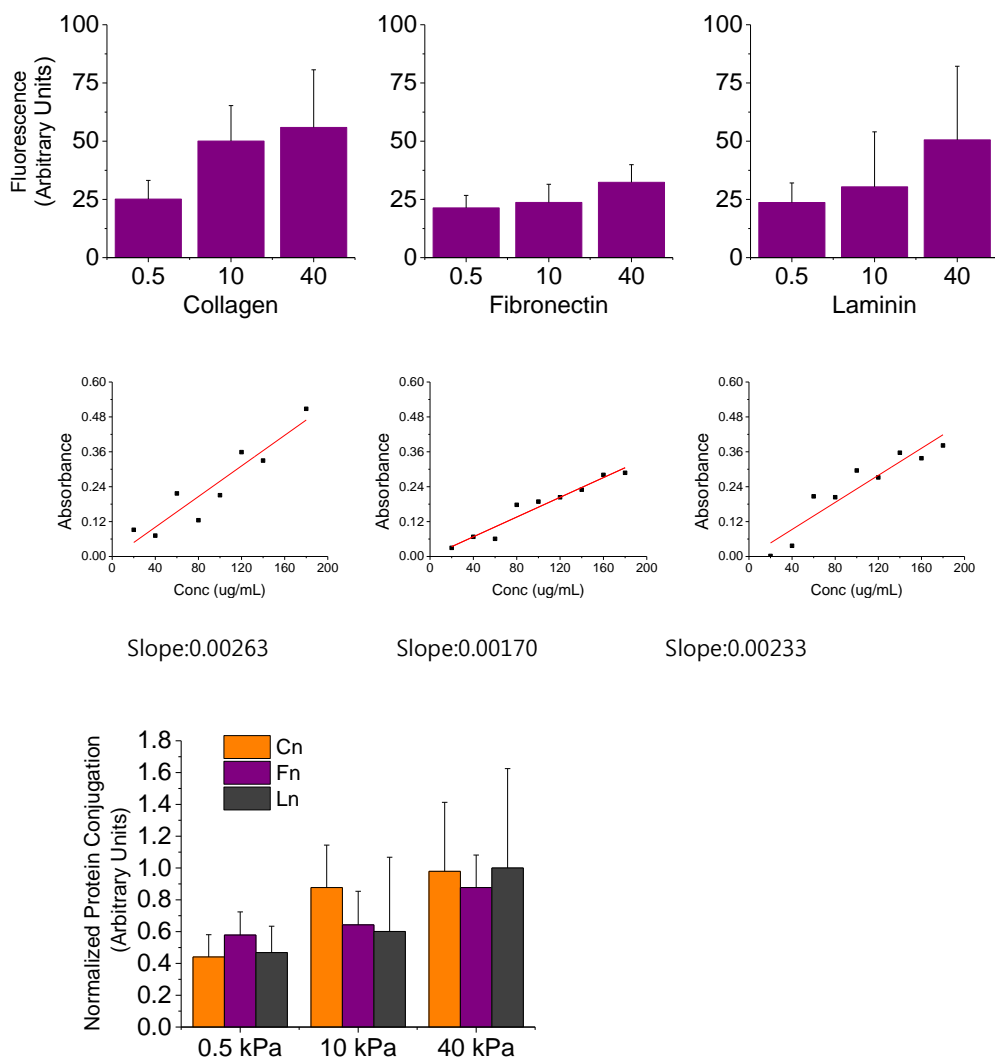 Fluorescence
(Arbitrary Units)
100
75
50
25
0
0.5 10 40
Collagen
100
75
50
25
0
0.5 10 40
Fibronectin
100
75
50
25
0
0.5 10 40
Laminin
Absorbance
0.60
0.48
0.36
0.24
0.12
0.00
0 40 80 120 160 200
Conc (ug/mL)
Absorbance
0.60
0.48
0.36
0.24
0.12
0.00
0 40 80 120 160 200
Conc (ug/mL)
Absorbance
0.60
0.48
0.36
0.24
0.12
0.00
0 40 80 120 160 200
Conc (ug/mL)
Slope:0.00263
Slope:0.00170
Slope:0.00233
Normalized Protein Conjugation
(Arbitrary Units)
1.8
1.6
1.4
1.2
1.0
0.8
0.6
0.4
0.2
0.0
Cn
Fn
Ln
0.5 kPa 10 kPa 40 kPa